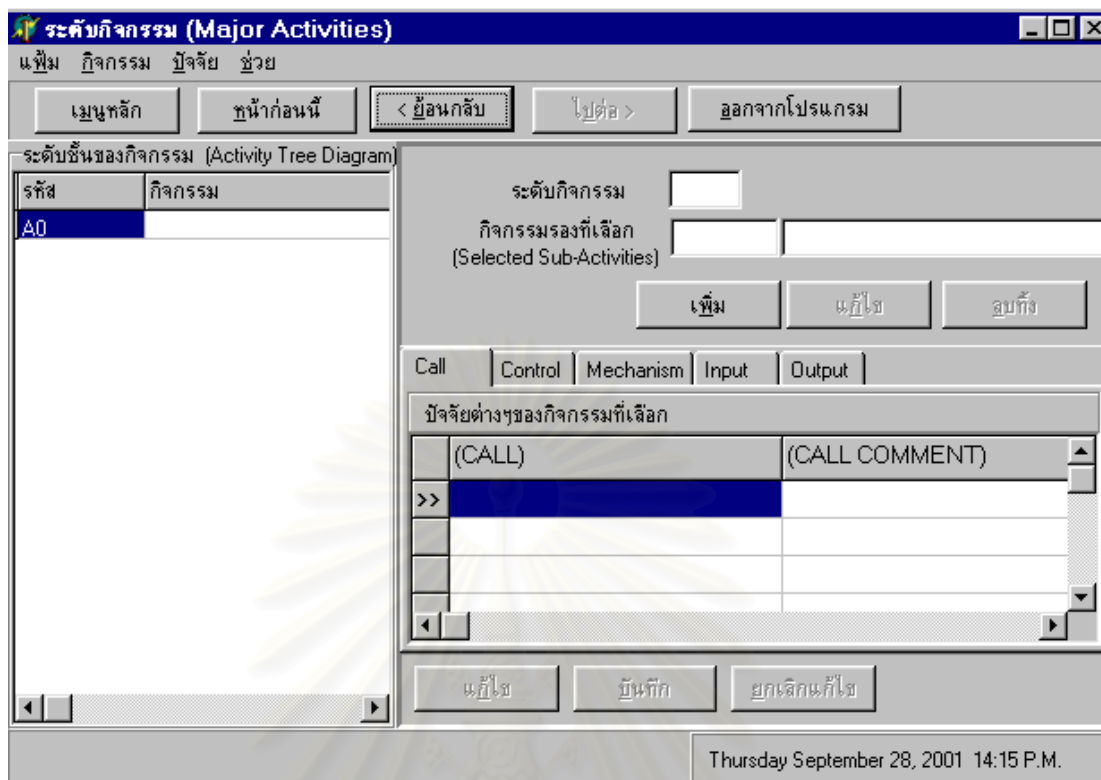 ระดับกิจกรรม (Major Activities)
แฟ้ม กิจกรรม ปัจจัย ช่วย
เมนูหลัก หน้าก่อนนี้ < ย้อนกลับ ไปต่อ > ออกจากโปรแกรม
ระดับชั้นของกิจกรรม (Activity Tree Diagram)
รหัส กิจกรรม
A0
ระดับกิจกรรม
กิจกรรมรองที่เลือก
(Selected Sub-Activities)
เพิ่ม แก้ไข ลบทิ้ง
Call Control Mechanism Input Output
ปัจจัยต่างๆของกิจกรรมที่เลือก
(CALL) (CALL COMMENT)
>>
แก้ไข บันทึก ยกเลิกแก้ไข
Thursday September 28, 2001 14:15 P.M.